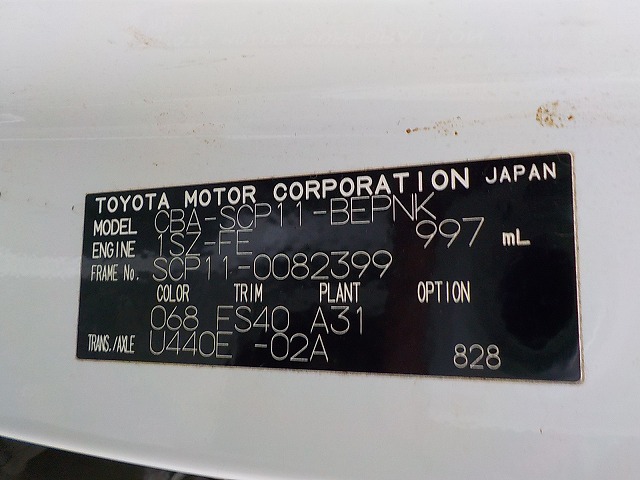 TOYOTA MOTOR CORPORATION JAPAN
MODEL CBA-SCP11-BEPNK
ENGINE 1SZ-FE 997 mL
FRAME No. SCP11-0082399
COLOR TRIM PLANT OPTION
068 FS40 A31
TRANS./AXLE U440E -02A 828